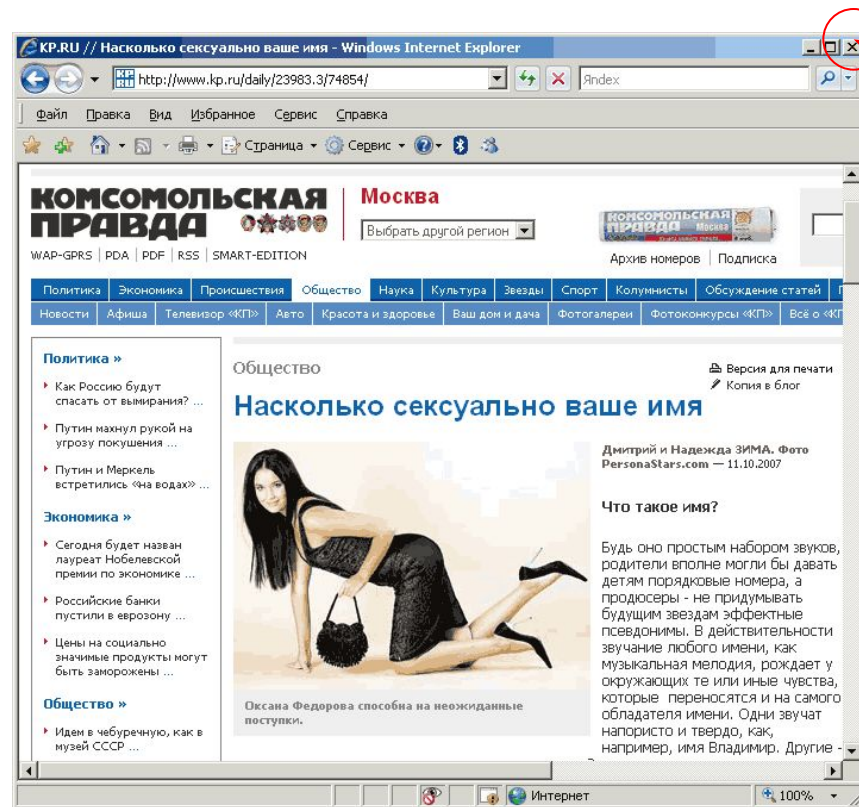 KP.RU // Насколько сексуально ваше имя - Windows Internet Explorer
http://www.kp.ru/daily/23983.3/74854/
Яndex
Файл Правка Вид Избранное Сервис Справка
Страница Сервис
КОМСОМОЛЬСКАЯ
ПРАВДА
Москва
Выбрать другой регион
КОМСОМОЛЬСКАЯ
ПРАВДА МОСКВА
WAP-GPRS | PDA | PDF | RSS | SMART-EDITION
Архив номеров | Подписка
Политика Экономика Происшествия Общество Наука Культура Звезды Спорт Колумнисты Обсуждение статей
Новости Афиша Телевизор «КП» Авто Красота и здоровье Ваш дом и дача Фотогалереи Фотоконкурсы «КП» Всё о «КП
Политика »
Как Россию будут
спасать от вымирания? ...
Путин махнул рукой на
угрозу покушения ...
Путин и Меркель
встретились «на водах» ...
Экономика »
Сегодня будет назван
лауреат Нобелевской
премии по экономике ...
Российские банки
пустили в еврозону ...
Цены на социально
значимые продукты могут
быть заморожены ...
Общество »
Идем в чебуречную, как в
музей СССР ...
Общество
Версия для печати
Копия в блог
Насколько сексуально ваше имя
Оксана Федорова способна на неожиданные
поступки.
Дмитрий и Надежда ЗИМА. Фото
PersonaStars.com — 11.10.2007
Что такое имя?
Будь оно простым набором звуков,
родители вполне могли бы давать
детям порядковые номера, а
продюсеры - не придумывать
будущим звездам эффектные
псевдонимы. В действительности
звучание любого имени, как
музыкальная мелодия, рождает у
окружающих те или иные чувства,
которые переносятся и на самого
обладателя имени. Одни звучат
напористо и твердо, как,
например, имя Владимир. Другие -
Интернет
100%